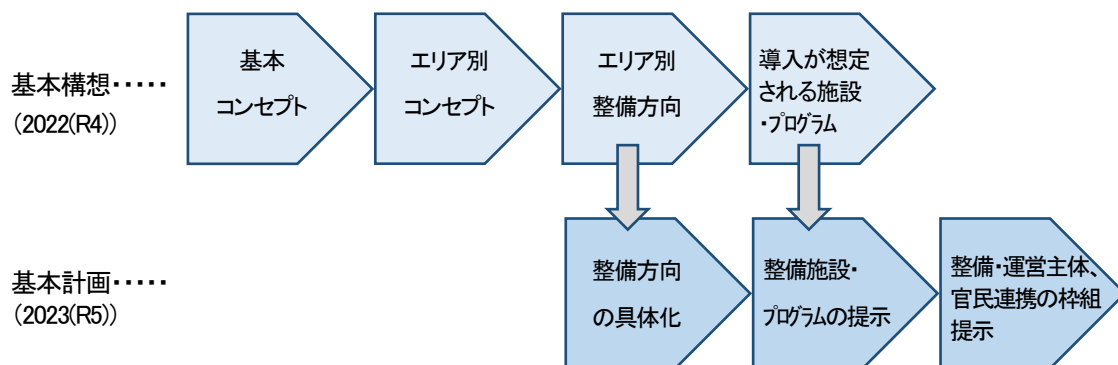 基本構想･････
(2022(R4))
基本
コンセプト
エリア別
コンセプト
エリア別
整備方向
導入が想定
される施設
・プログラム
基本計画･････
(2023(R5))
整備方向
の具体化
整備施設・
プログラムの提示
整備・運営主体、
官民連携の枠組
提示